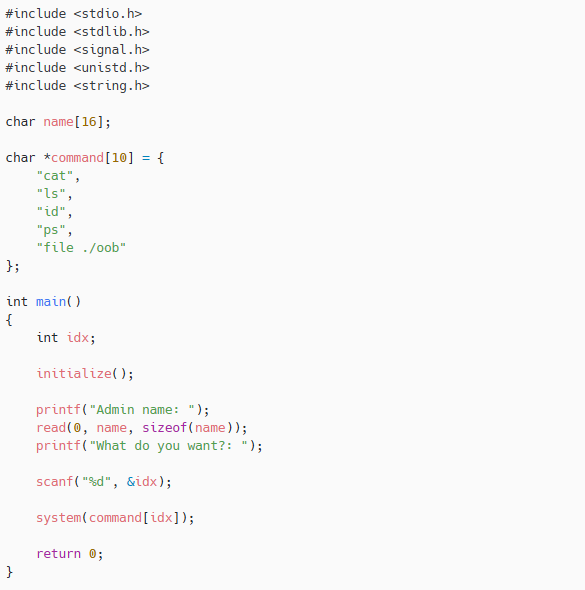 #include <stdio.h>
#include <stdlib.h>
#include <signal.h>
#include <unistd.h>
#include <string.h>

char name[16];

char *command[10] = {
    "cat",
    "ls",
    "id",
    "ps",
    "file ./oob"
};

int main()
{
    int idx;

    initialize();

    printf("Admin name: ");
    read(0, name, sizeof(name));
    printf("What do you want?: ");

    scanf("%d", &idx);

    system(command[idx]);

    return 0;
}